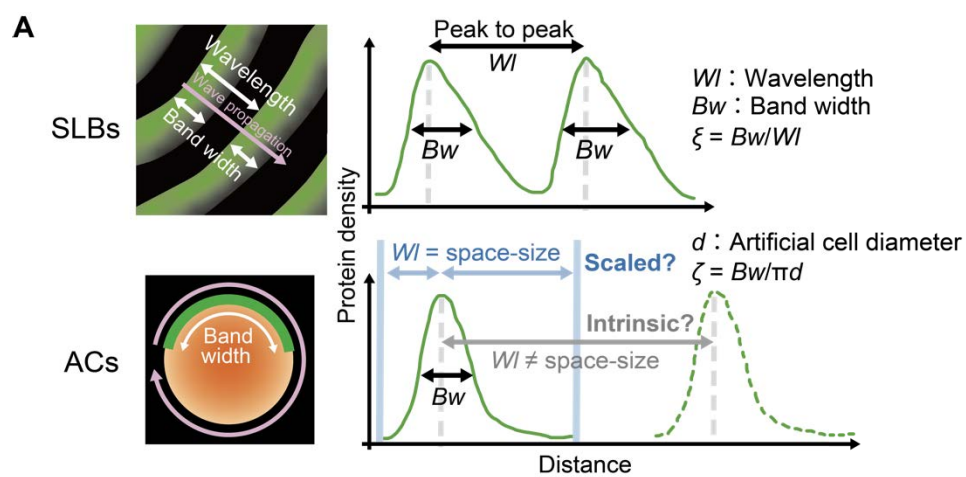 A
SLBs
Wavelength
Wave propagation
Band width
Peak to peak
Wl
Bw
Bw
Wl : Wavelength
Bw : Band width
ξ = Bw/Wl
Protein density
ACs
Band
width
Wl = space-size
Scaled?
Intrinsic?
Wl ≠ space-size
Bw
d : Artificial cell diameter
ζ = Bw/πd
Distance